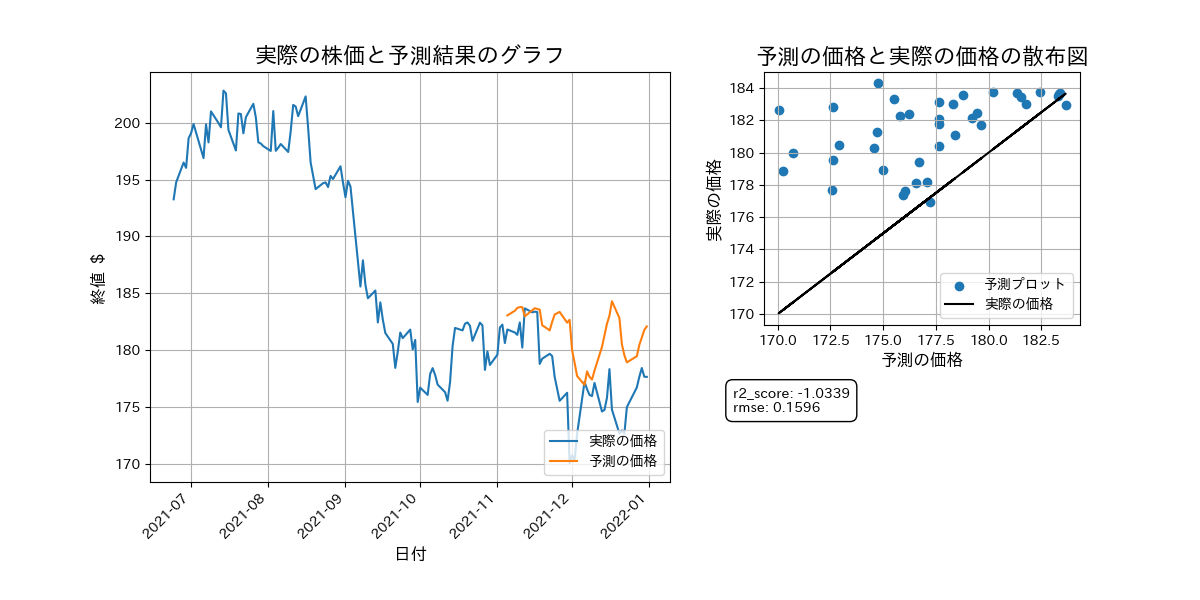 実際の株価と予測結果のグラフ
終値 $
200
195
190
185
180
175
170
実際の価格
予測の価格
2021-07
2021-08
2021-09
2021-10
2021-11
2021-12
2022-01
日付
予測の価格と実際の価格の散布図
実際の価格
184
182
180
178
176
174
172
170
予測プロット
実際の価格
170.0
172.5
175.0
177.5
180.0
182.5
予測の価格
r2_score: -1.0339
rmse: 0.1596